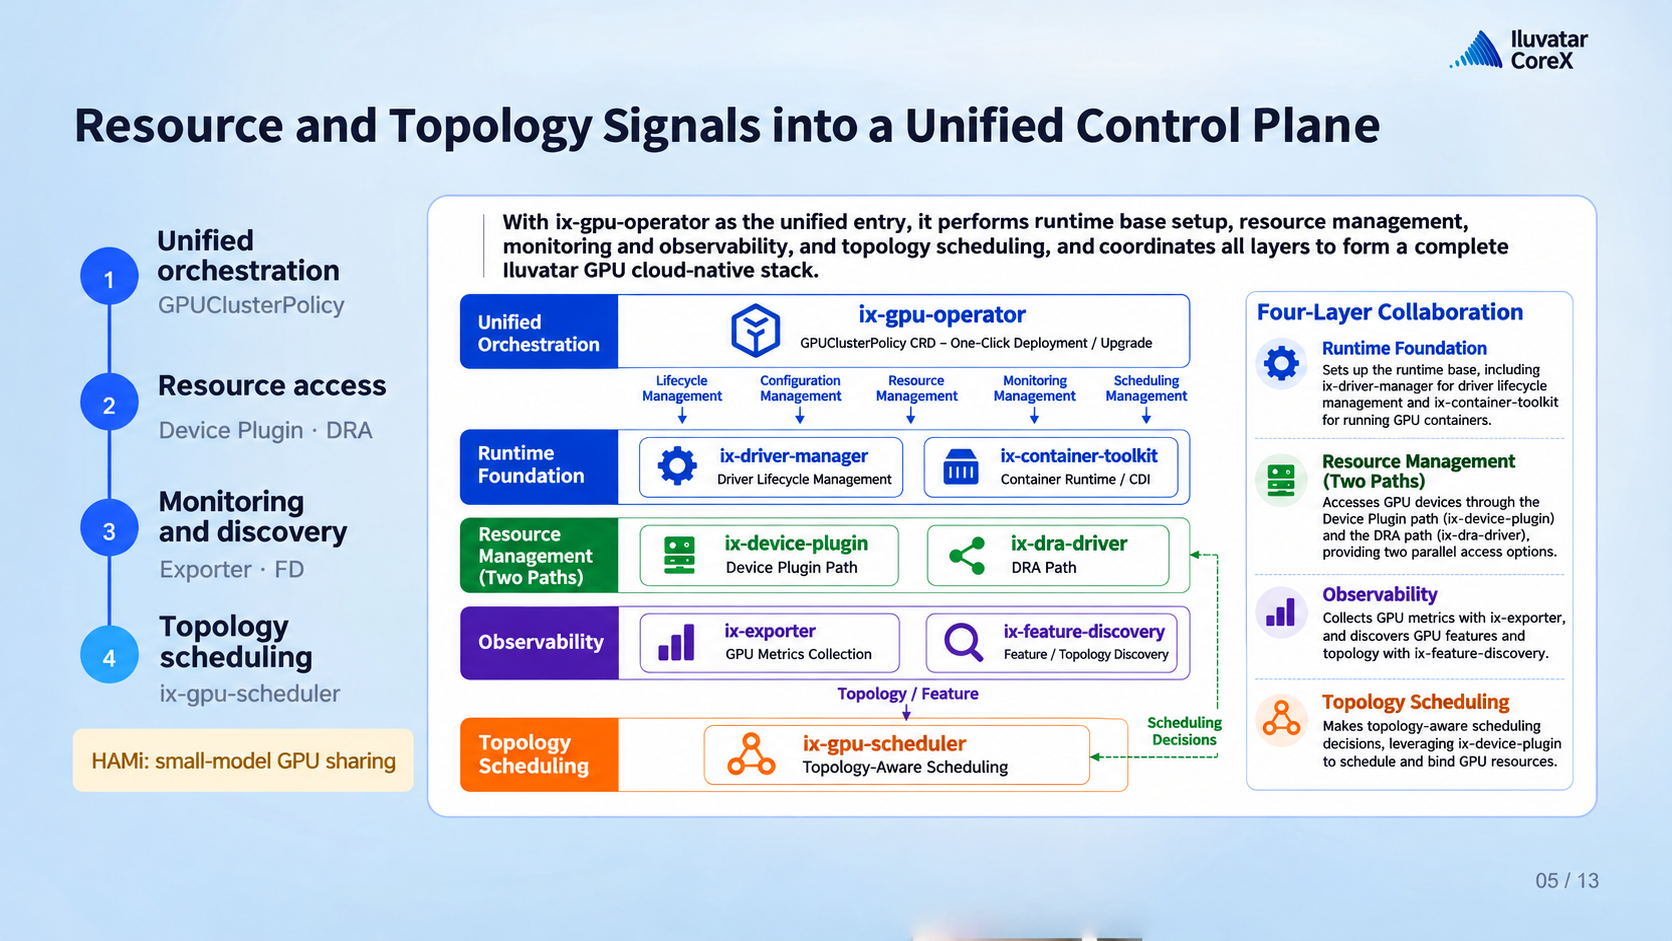 Iluvatar
CoreX
Resource and Topology Signals into a Unified Control Plane
1
Unified
orchestration
GPUClusterPolicy
2
Resource access
Device Plugin · DRA
3
Monitoring
and discovery
Exporter · FD
4
Topology
scheduling
ix-gpu-scheduler
HAMi: small-model GPU sharing
With ix-gpu-operator as the unified entry, it performs runtime base setup, resource management,
monitoring and observability, and topology scheduling, and coordinates all layers to form a complete
Iluvatar GPU cloud-native stack.
Unified
Orchestration
ix-gpu-operator
GPUClusterPolicy CRD – One-Click Deployment / Upgrade
Lifecycle
Management
Configuration
Management
Resource
Management
Monitoring
Management
Scheduling
Management
Runtime
Foundation
ix-driver-manager
Driver Lifecycle Management
ix-container-toolkit
Container Runtime / CDI
Resource
Management
(Two Paths)
ix-device-plugin
Device Plugin Path
ix-dra-driver
DRA Path
Observability
ix-exporter
GPU Metrics Collection
ix-feature-discovery
Feature / Topology Discovery
Topology / Feature
Topology
Scheduling
ix-gpu-scheduler
Topology-Aware Scheduling
Scheduling
Decisions
Four-Layer Collaboration
Runtime Foundation
Sets up the runtime base, including
ix-driver-manager for driver lifecycle
management and ix-container-toolkit
for running GPU containers.
Resource Management
(Two Paths)
Accesses GPU devices through the
Device Plugin path (ix-device-plugin)
and the DRA path (ix-dra-driver),
providing two parallel access options.
Observability
Collects GPU metrics with ix-exporter,
and discovers GPU features and
topology with ix-feature-discovery.
Topology Scheduling
Makes topology-aware scheduling
decisions, leveraging ix-device-plugin
to schedule and bind GPU resources.
05 / 13